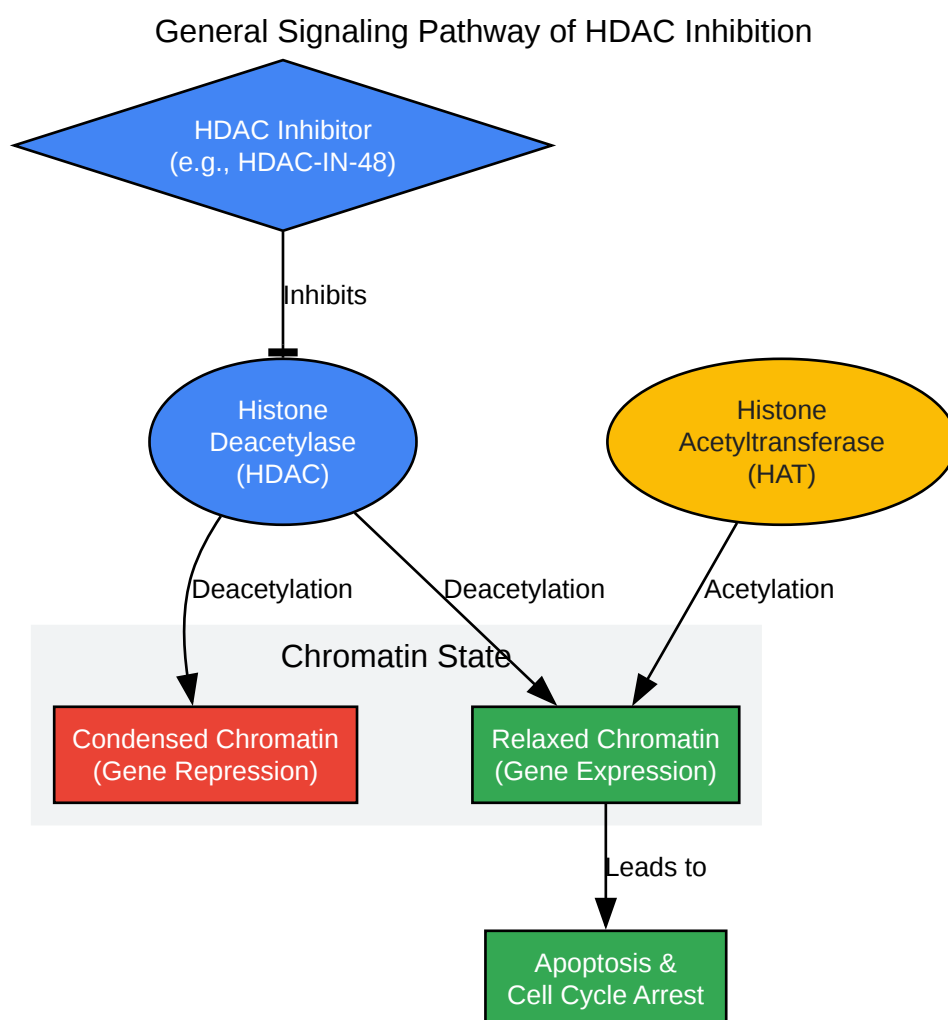 General Signaling Pathway of HDAC Inhibition
HDAC Inhibitor
(e.g., HDAC-IN-48)
Inhibits
Histone
Deacetylase
(HDAC)
Histone
Acetyltransferase
(HAT)
Deacetylation
Deacetylation
Acetylation
Chromatin State
Condensed Chromatin
(Gene Repression)
Relaxed Chromatin
(Gene Expression)
Leads to
Apoptosis &
Cell Cycle Arrest